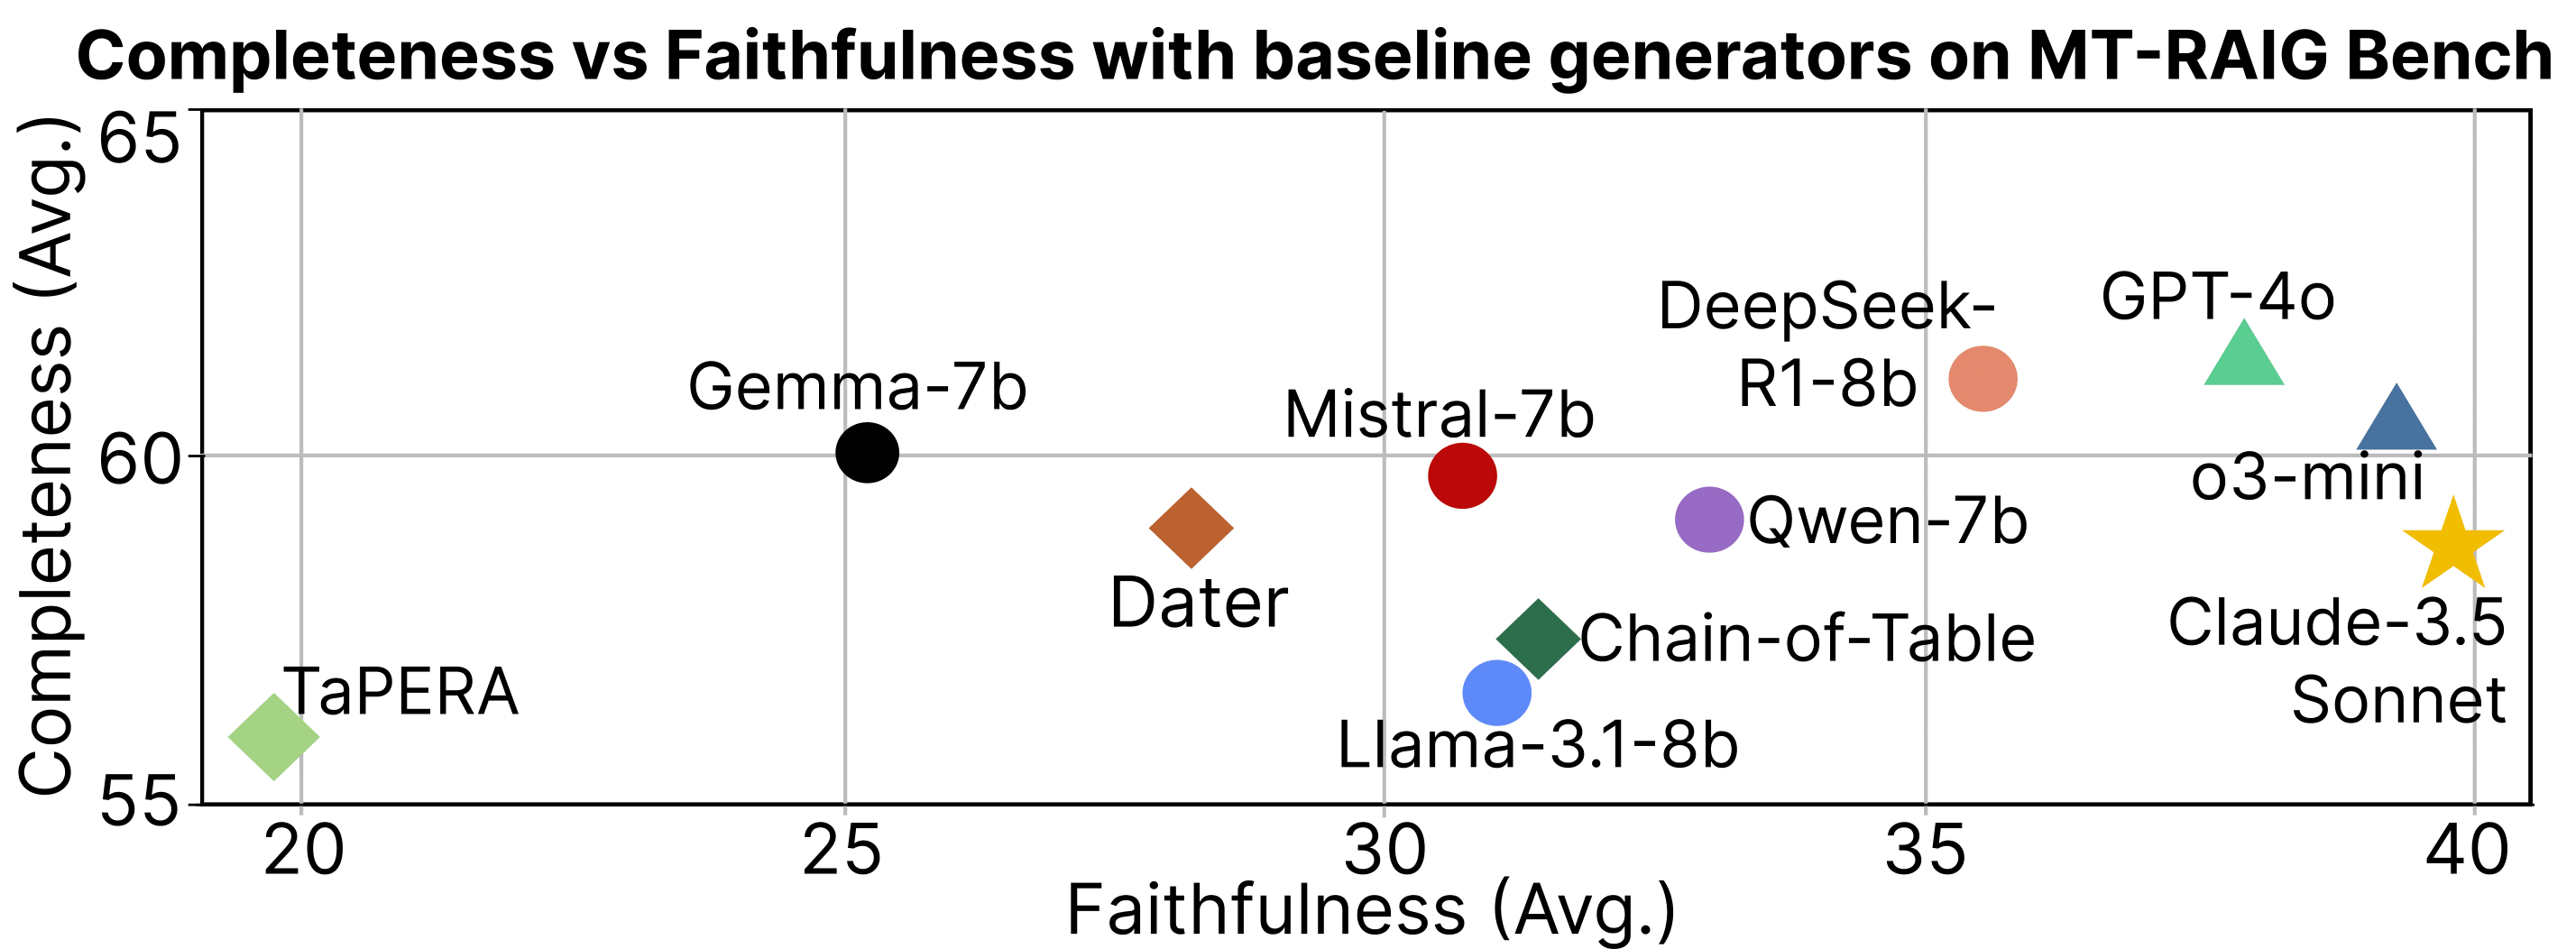 Completeness vs Faithfulness with baseline generators on MT-RAIG Bench
Completeness (Avg.)
65
60
55
DeepSeek-
R1-8b
GPT-4o
Gemma-7b
Mistral-7b
o3-mini
Qwen-7b
Dater
Chain-of-Table
Claude-3.5
Sonnet
TaPERA
Llama-3.1-8b
20
25
30
35
40
Faithfulness (Avg.)